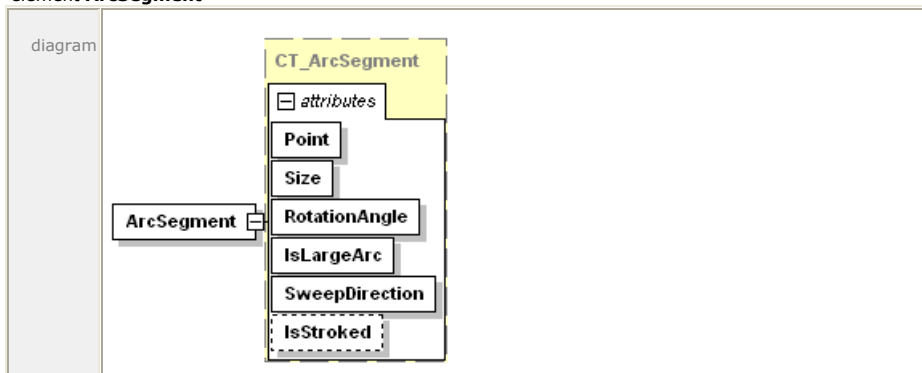 element ArcSegment
diagram
CT_ArcSegment
attributes
Point
Size
ArcSegment
RotationAngle
IsLargeArc
SweepDirection
IsStroked